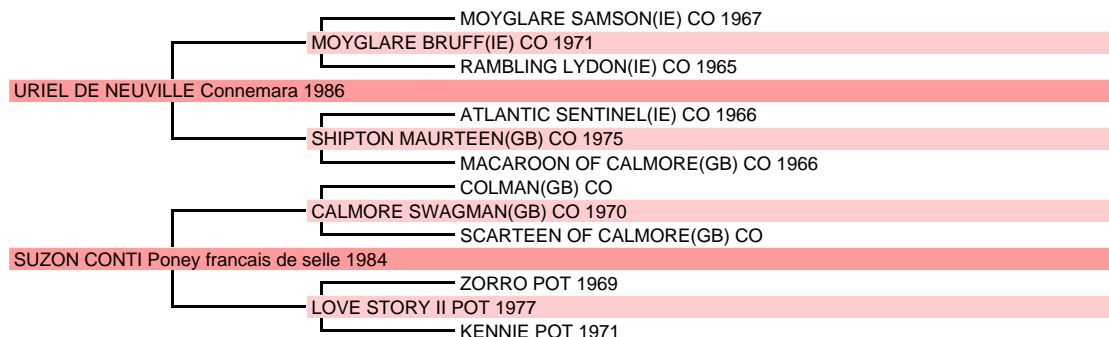 MOYGLARE SAMSON(IE) CO 1967
MOYGLARE BRUFF(IE) CO 1971
RAMBLING LYDON(IE) CO 1965
URIEL DE NEUVILLE Connemara 1986
ATLANTIC SENTINEL(IE) CO 1966
SHIPTON MAURTEEN(GB) CO 1975
MACAROON OF CALMORE(GB) CO 1966
COLMAN(GB) CO
CALMORE SWAGMAN(GB) CO 1970
SCARTEEN OF CALMORE(GB) CO
SUZON CONTI Poney francais de selle 1984
ZORRO POT 1969
LOVE STORY II POT 1977
KENNIE POT 1971